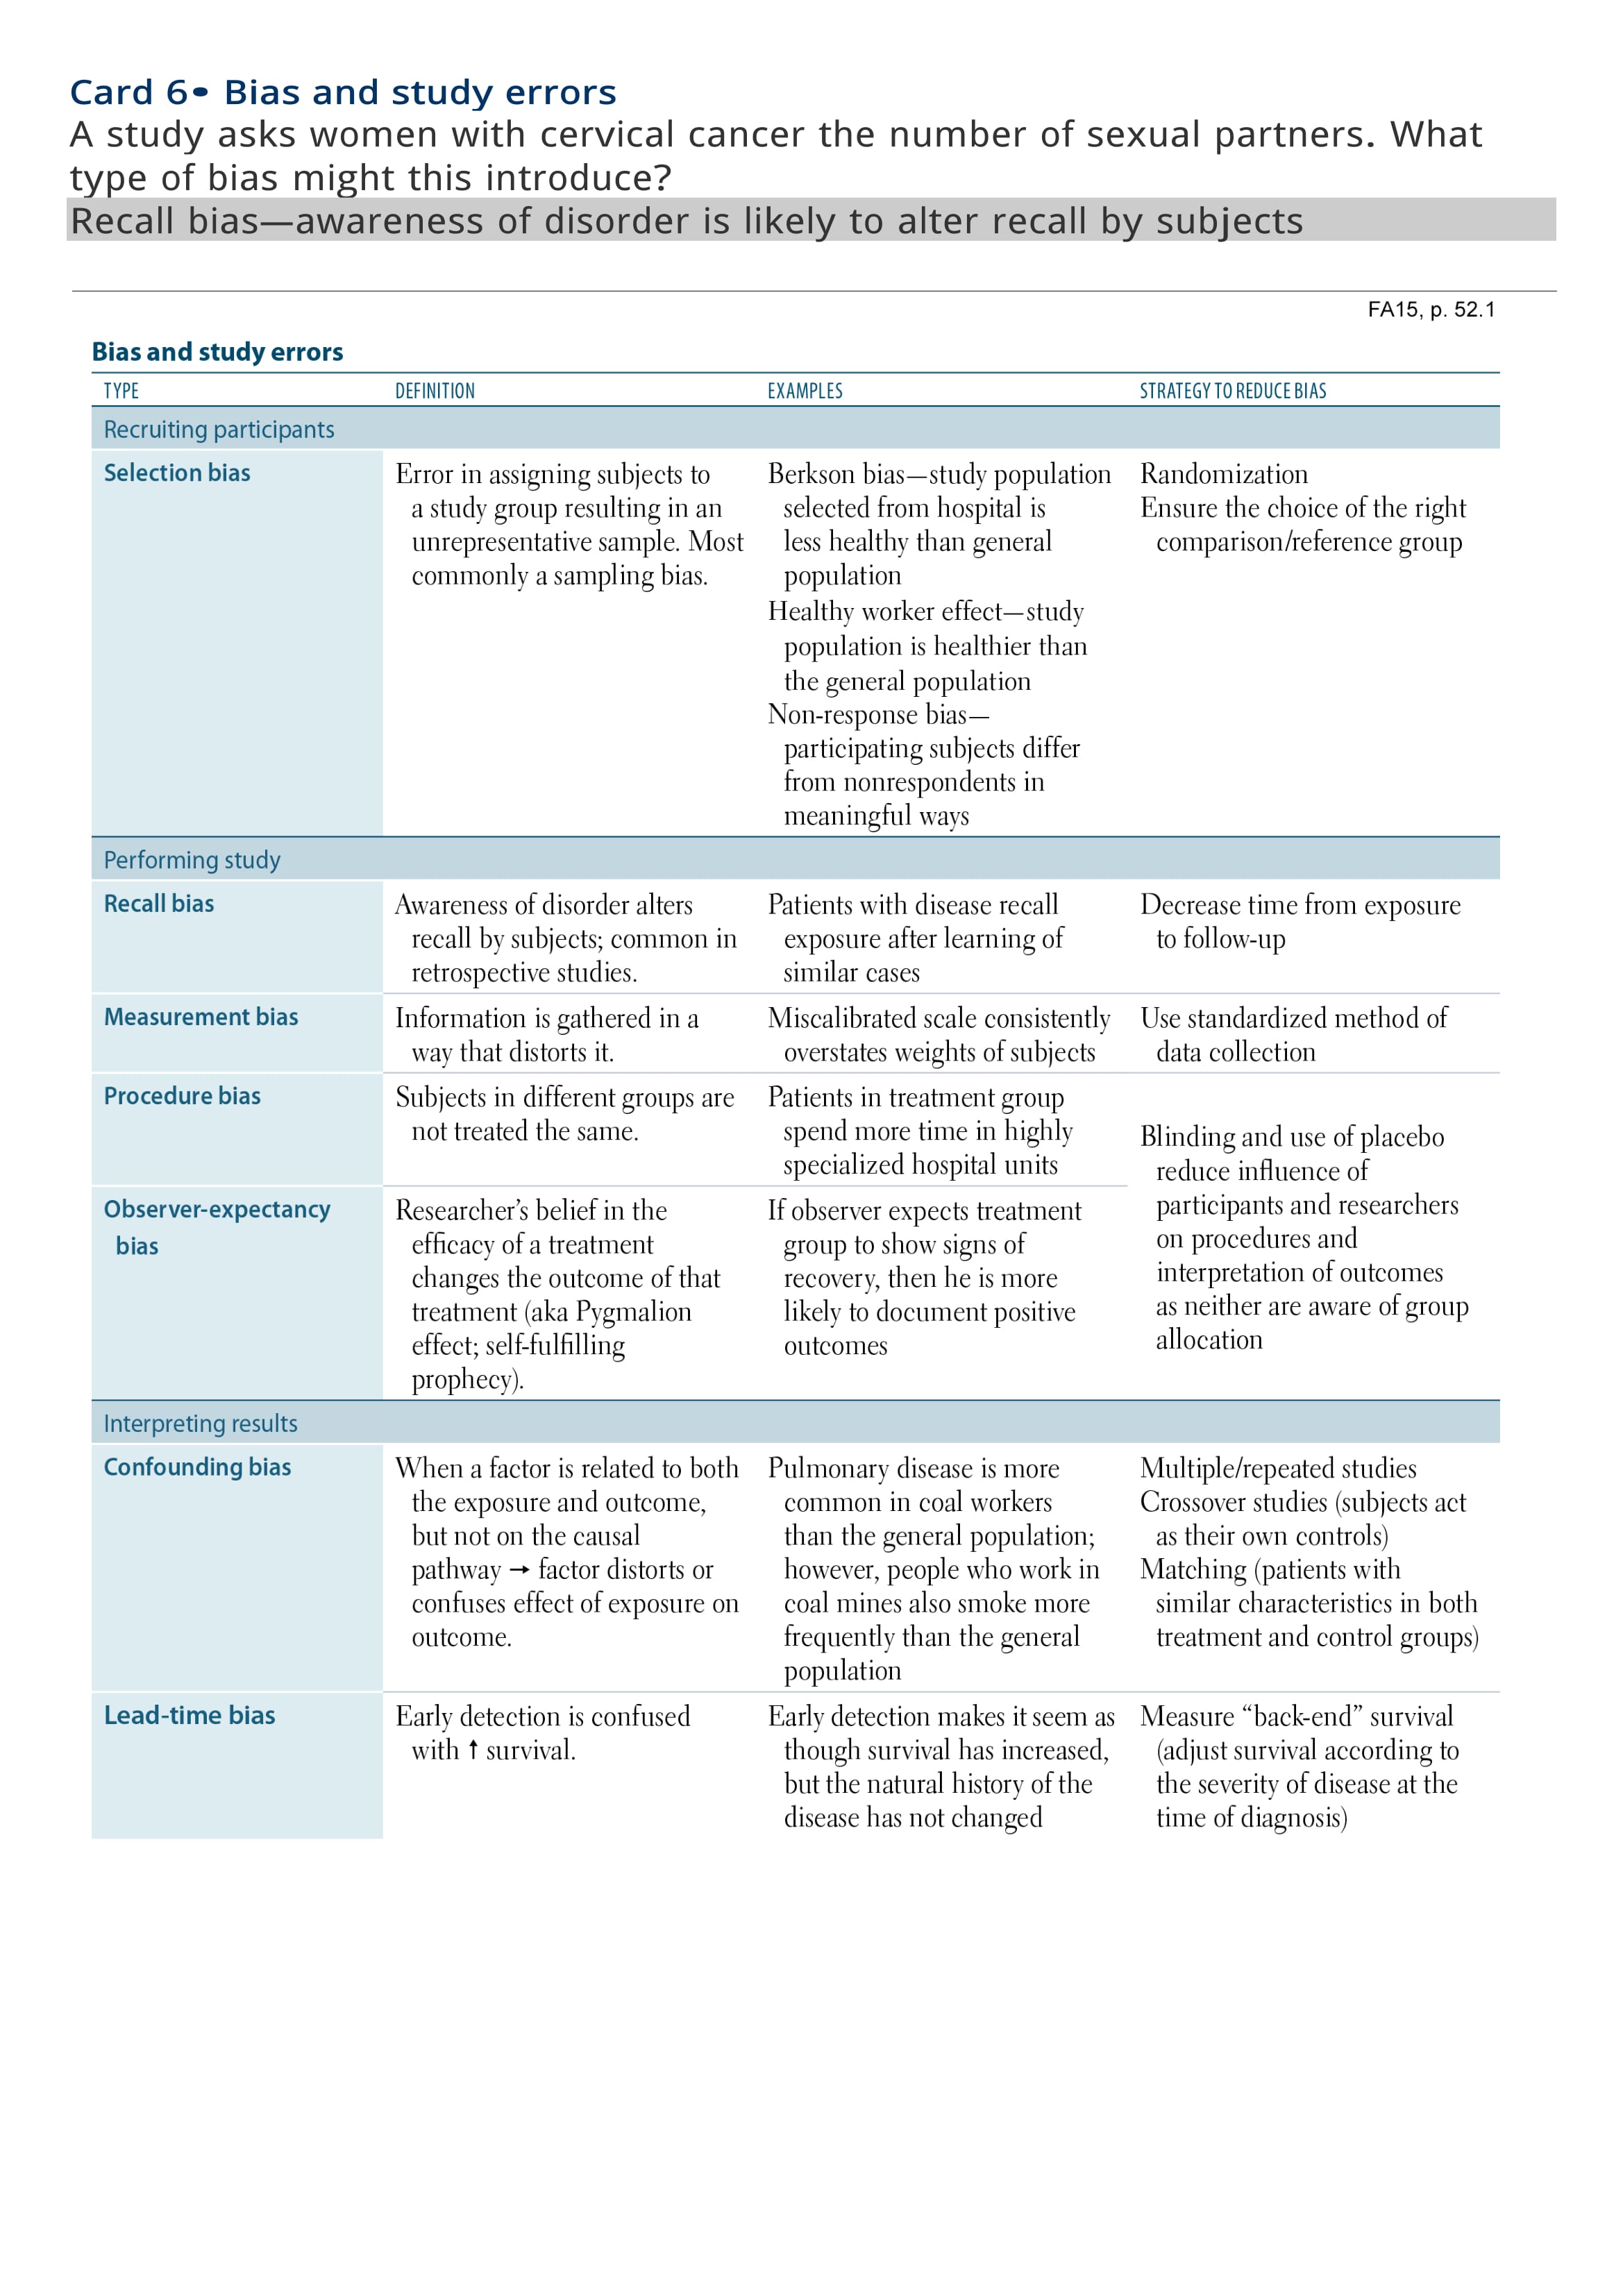 Card 6• Bias and study errors
A study asks women with cervical cancer the number of sexual partners. What
type of bias might this introduce?
Recall bias—awareness of disorder is likely to alter recall by subjects
FA15, p. 52.1
Bias and study errors
TYPE DEFINITION EXAMPLES STRATEGY TO REDUCE BIAS
Recruiting participants
Selection bias
Error in assigning subjects to
a study group resulting in an
unrepresentative sample. Most
commonly a sampling bias.
Berkson bias—study population
selected from hospital is
less healthy than general
population
Healthy worker effect—study
population is healthier than
the general population
Non-response bias—
participating subjects differ
from nonrespondents in
meaningful ways
Randomization
Ensure the choice of the right
comparison/reference group
Performing study
Recall bias
Awareness of disorder alters
recall by subjects; common in
retrospective studies.
Patients with disease recall
exposure after learning of
similar cases
Decrease time from exposure
to follow-up
Measurement bias
Information is gathered in a
way that distorts it.
Miscalibrated scale consistently
overstates weights of subjects
Use standardized method of
data collection
Procedure bias
Subjects in different groups are
not treated the same.
Patients in treatment group
spend more time in highly
specialized hospital units
Blinding and use of placebo
reduce influence of
participants and researchers
on procedures and
interpretation of outcomes
as neither are aware of group
allocation
Observer-expectancy
bias
Researcher’s belief in the
efficacy of a treatment
changes the outcome of that
treatment (aka Pygmalion
effect; self-fulfilling
prophecy).
If observer expects treatment
group to show signs of
recovery, then he is more
likely to document positive
outcomes
Interpreting results
Confounding bias
When a factor is related to both
the exposure and outcome,
but not on the causal
pathway → factor distorts or
confuses effect of exposure on
outcome.
Pulmonary disease is more
common in coal workers
than the general population;
however, people who work in
coal mines also smoke more
frequently than the general
population
Multiple/repeated studies
Crossover studies (subjects act
as their own controls)
Matching (patients with
similar characteristics in both
treatment and control groups)
Lead-time bias
Early detection is confused
with ↑ survival.
Early detection makes it seem as
though survival has increased,
but the natural history of the
disease has not changed
Measure “back-end” survival
(adjust survival according to
the severity of disease at the
time of diagnosis)